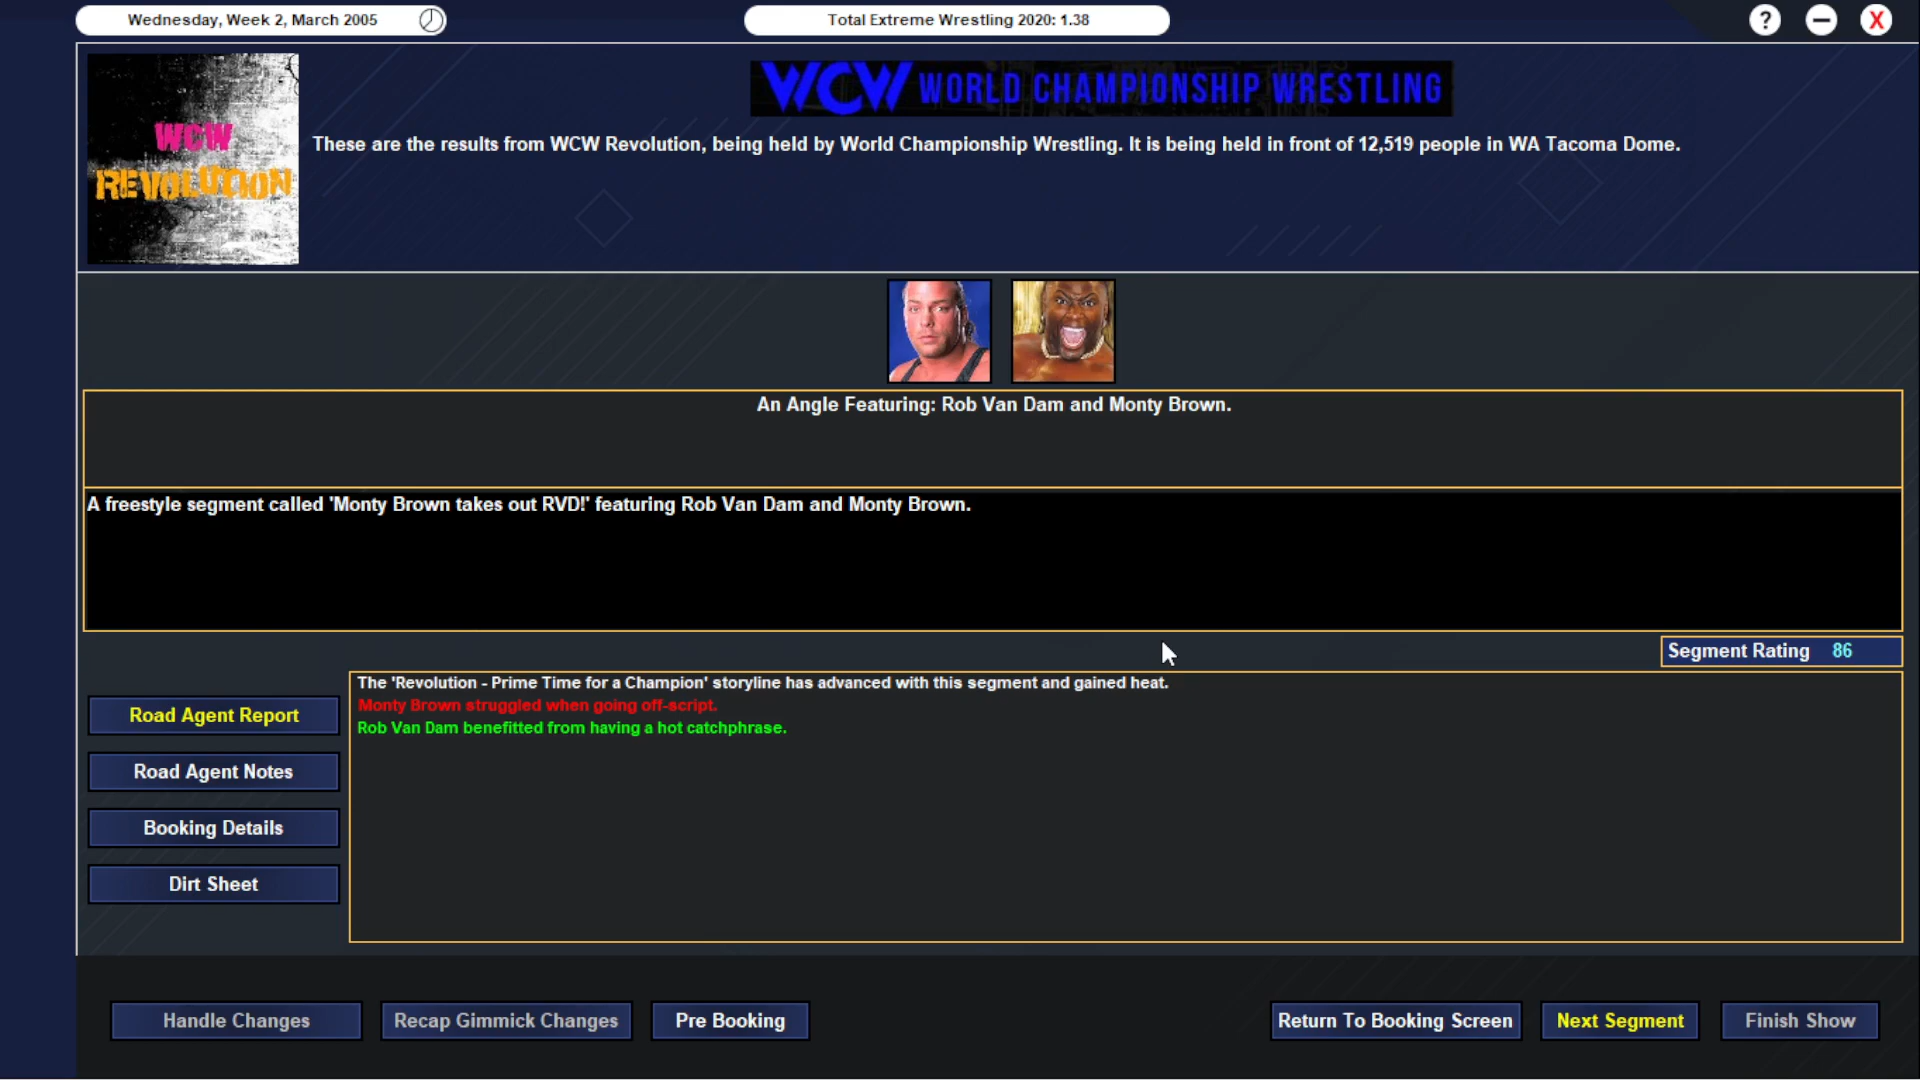 Wednesday, Week 2, March 2005
Total Extreme Wrestling 2020: 1.38
?
X
WCW
REVOLUTION
WCW WORLD CHAMPIONSHIP WRESTLING
These are the results from WCW Revolution, being held by World Championship Wrestling. It is being held in front of 12,519 people in WA Tacoma Dome.
An Angle Featuring: Rob Van Dam and Monty Brown.
A freestyle segment called 'Monty Brown takes out RVD!' featuring Rob Van Dam and Monty Brown.
Segment Rating 86
Road Agent Report
Road Agent Notes
Booking Details
Dirt Sheet
The 'Revolution - Prime Time for a Champion' storyline has advanced with this segment and gained heat.
Monty Brown struggled when going off-script.
Rob Van Dam benefitted from having a hot catchphrase.
Handle Changes
Recap Gimmick Changes
Pre Booking
Return To Booking Screen
Next Segment
Finish Show